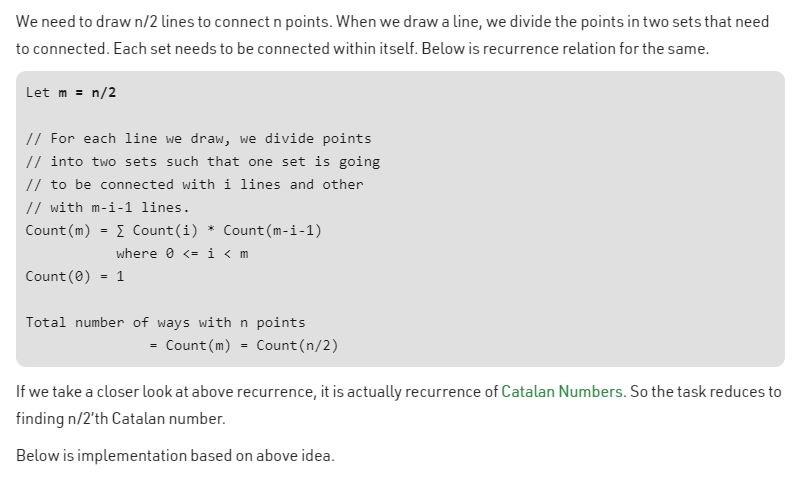 We need to draw n/2 lines to connect n points. When we draw a line, we divide the points in two sets that need
to connected. Each set needs to be connected within itself. Below is recurrence relation for the same.
Let m = n/2
// For each line we draw, we divide points
// into two sets such that one set is going
// to be connected with i lines and other
// with m-i-1 lines.
Count(m) = ∑ Count(i) * Count(m-i-1)
where 0 <= i < m
Count(0) = 1
Total number of ways with n points
= Count(m) = Count(n/2)
If we take a closer look at above recurrence, it is actually recurrence of Catalan Numbers. So the task reduces to
finding n/2'th Catalan number.
Below is implementation based on above idea.